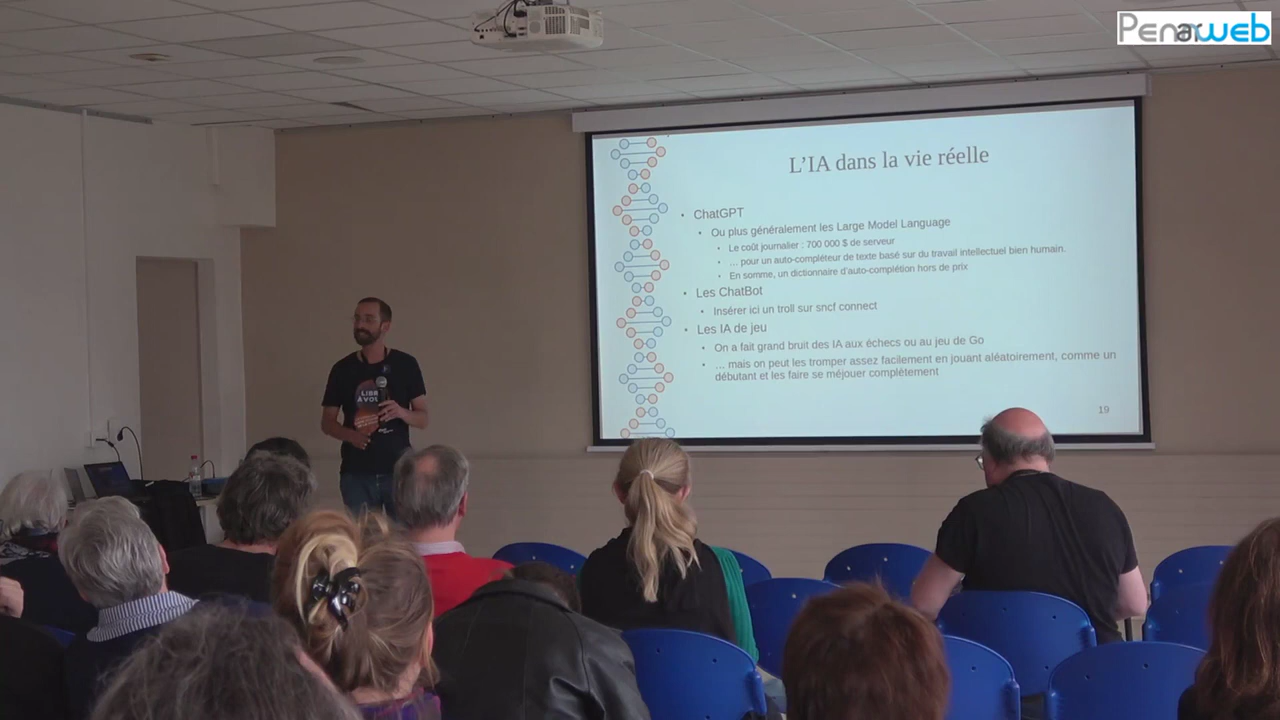 Penarweb
L'IA dans la vie réelle
• ChatGPT
• Ou plus généralement les Large Model Language
• Le coût journalier : 700 000 $ de serveur
• … pour un auto-compléteur de texte basé sur du travail intellectuel bien humain.
• En somme, un dictionnaire d'auto-complétion hors de prix
• Les ChatBot
• Insérer ici un troll sur sncf connect
• Les IA de jeu
• On a fait grand bruit des IA aux échecs ou au jeu de Go
• … mais on peut les tromper assez facilement en jouant aléatoirement, comme un
débutant et les faire se méjouer complètement
19
LIBR
À VOU